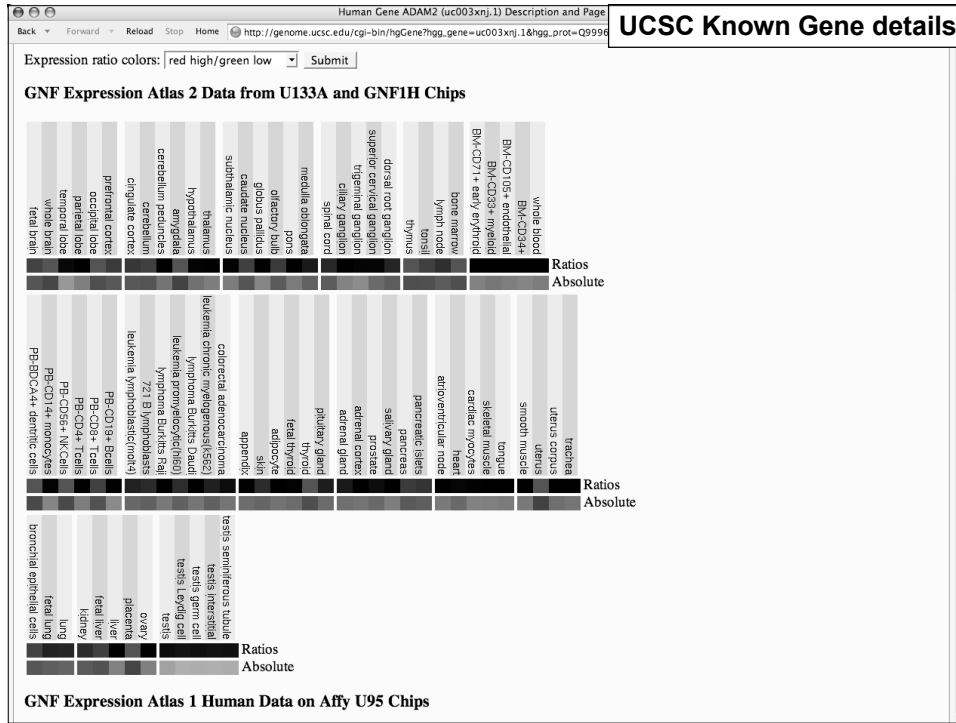 Human Gene ADAM2 (uc003xnj.1) Description and Page
UCSC Known Gene details
Back Forward Reload Stop Home http://genome.ucsc.edu/cgi-bin/hgGene?hgg_gene=uc003xnj.1&hgg_prot=Q9996
Expression ratio colors: red high/green low Submit
GNF Expression Atlas 2 Data from U133A and GNF1H Chips
fetal brain
whole brain
temporal lobe
parietal lobe
occipital lobe
prefrontal cortex
cingulate cortex
cerebellum
cerebellum peduncles
amygdala
hypothalamus
thalamus
subthalamic nucleus
caudate nucleus
globus pallidus
olfactory bulb
pons
medulla oblongata
spinal cord
ciliary ganglion
trigeminal ganglion
superior cervical ganglion
dorsal root ganglion
thymus
tonsil
lymph node
bone marrow
BM-CD71+ early erythroid
BM-CD33+ myeloid
BM-CD105+ endothelial
BM-CD34+
whole blood
Ratios
Absolute
PB-BDCA4+ dentritic cells
PB-CD14+ monocytes
PB-CD56+ NKCells
PB-CD4+ Tcells
PB-CD8+ Tcells
PB-CD19+ Bcells
leukemia lymphoblastic(molt4)
721 B lymphoblasts
lymphoma Burkitts Raji
leukemia promyelocytic(hl60)
lymphoma Burkitts Daudi
leukemia chronic myelogenous(k562)
colorectal adenocarcinoma
appendix
skin
adipocyte
fetal thyroid
thyroid
pituitary gland
adrenal gland
adrenal cortex
prostate
salivary gland
pancreas
pancreatic islets
atrioventricular node
heart
cardiac myocytes
skeletal muscle
tongue
smooth muscle
uterus
uterus corpus
trachea
Ratios
Absolute
bronchial epithelial cells
fetal lung
lung
kidney
fetal liver
liver
placenta
ovary
testis
testis Leydig cell
testis germ cell
testis interstitial
testis seminiferous tubule
Ratios
Absolute
GNF Expression Atlas 1 Human Data on Affy U95 Chips